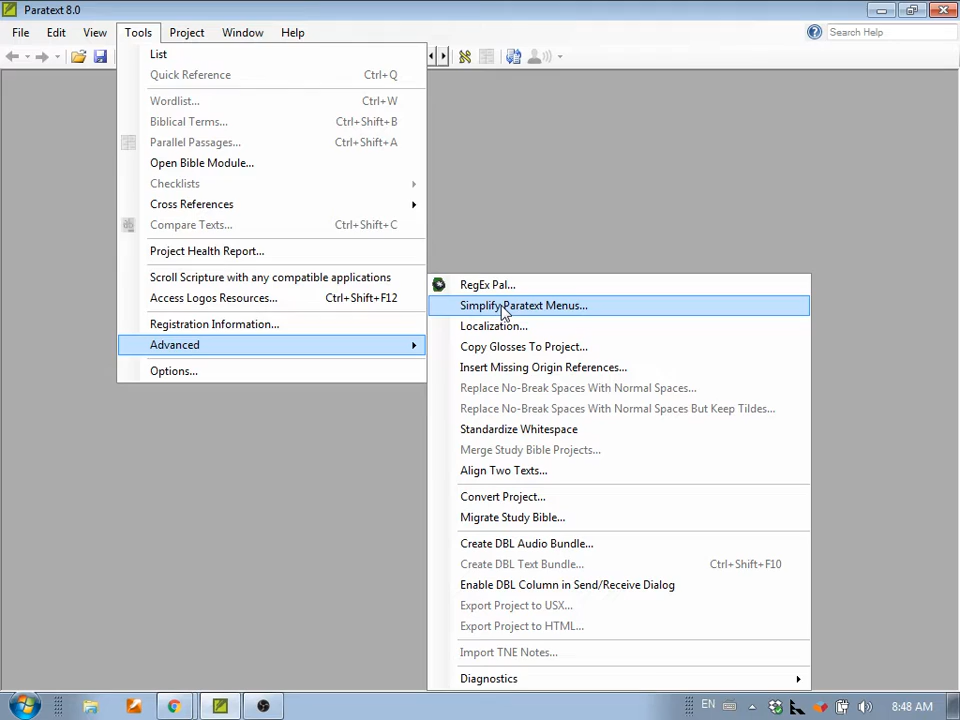 Paratext 8.0
File Edit View Tools Project Window Help Search Help
List
Quick Reference Ctrl+Q
Wordlist... Ctrl+W
Biblical Terms... Ctrl+Shift+B
Parallel Passages... Ctrl+Shift+A
Open Bible Module...
Checklists
Cross References
Compare Texts... Ctrl+Shift+C
Project Health Report...
Scroll Scripture with any compatible applications
Access Logos Resources... Ctrl+Shift+F12
Registration Information...
Advanced
Options...
RegEx Pal...
Simplify Paratext Menus...
Localization...
Copy Glosses To Project...
Insert Missing Origin References...
Replace No-Break Spaces With Normal Spaces...
Replace No-Break Spaces With Normal Spaces But Keep Tildes...
Standardize Whitespace
Merge Study Bible Projects...
Align Two Texts...
Convert Project...
Migrate Study Bible...
Create DBL Audio Bundle...
Create DBL Text Bundle... Ctrl+Shift+F10
Enable DBL Column in Send/Receive Dialog
Export Project to USX...
Export Project to HTML...
Import TNE Notes...
Diagnostics
EN 8:48 AM